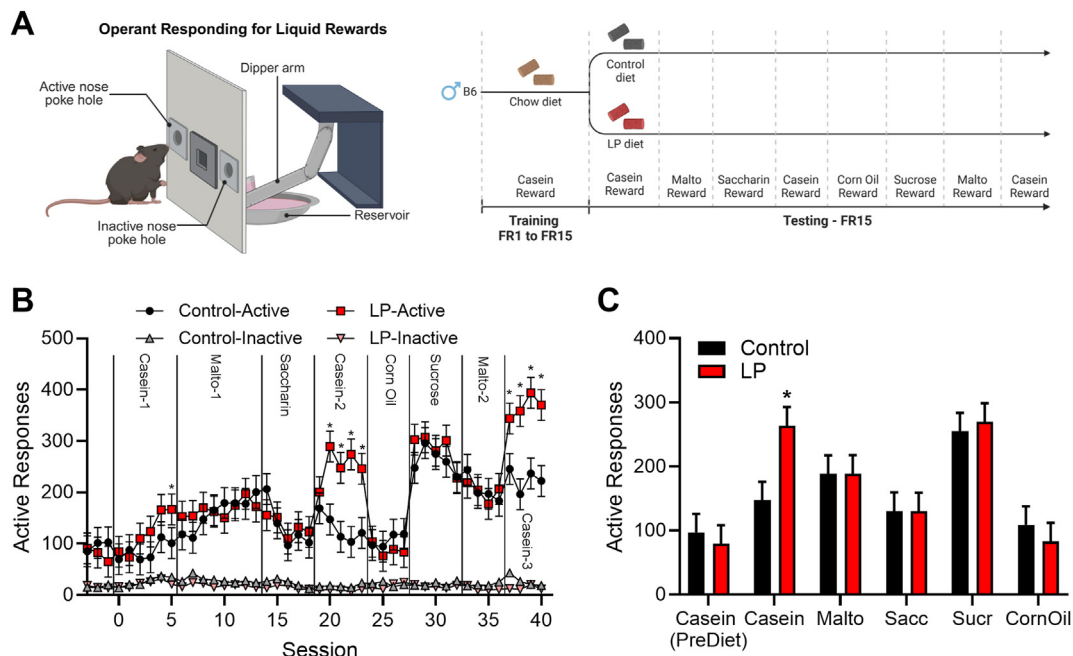 A
Operant Responding for Liquid Rewards
Active nose
poke hole
Dipper arm
Inactive nose
poke hole
Reservoir
♂ B6
Chow diet
Control
diet
LP diet
Casein
Reward
Casein
Reward
Malto
Reward
Saccharin
Reward
Casein
Reward
Corn Oil
Reward
Sucrose
Reward
Malto
Reward
Casein
Reward
Training
FR1 to FR15
Testing - FR15
B
Control-Active
LP-Active
Control-Inactive
LP-Inactive
Active Responses
500
400
300
200
100
0
Casein-1
Malto-1
Saccharin
Casein-2
Corn Oil
Sucrose
Malto-2
Casein-3
*
* * * *
* * * *
0 5 10 15 20 25 30 35 40
Session
C
Control
LP
Active Responses
400
300
200
100
0
*
Casein
(PreDiet)
Casein
Malto
Sacc
Sucr
CornOil